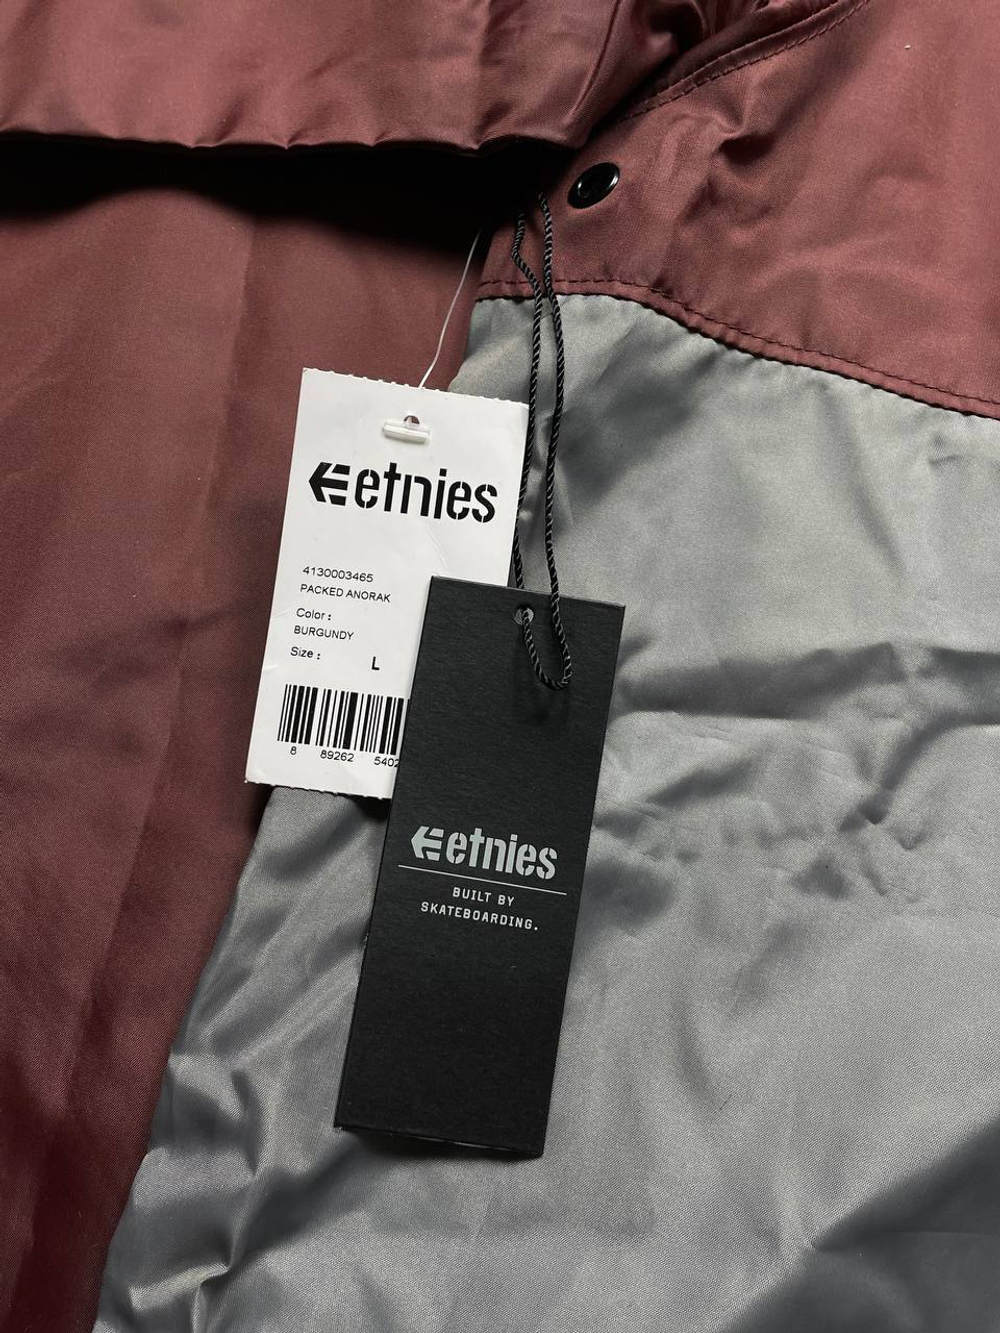 etnies
4130003465
PACKED ANORAK
Color :
BURGUNDY
Size : L
8 89262 5402
etnies
BUILT BY
SKATEBOARDING.